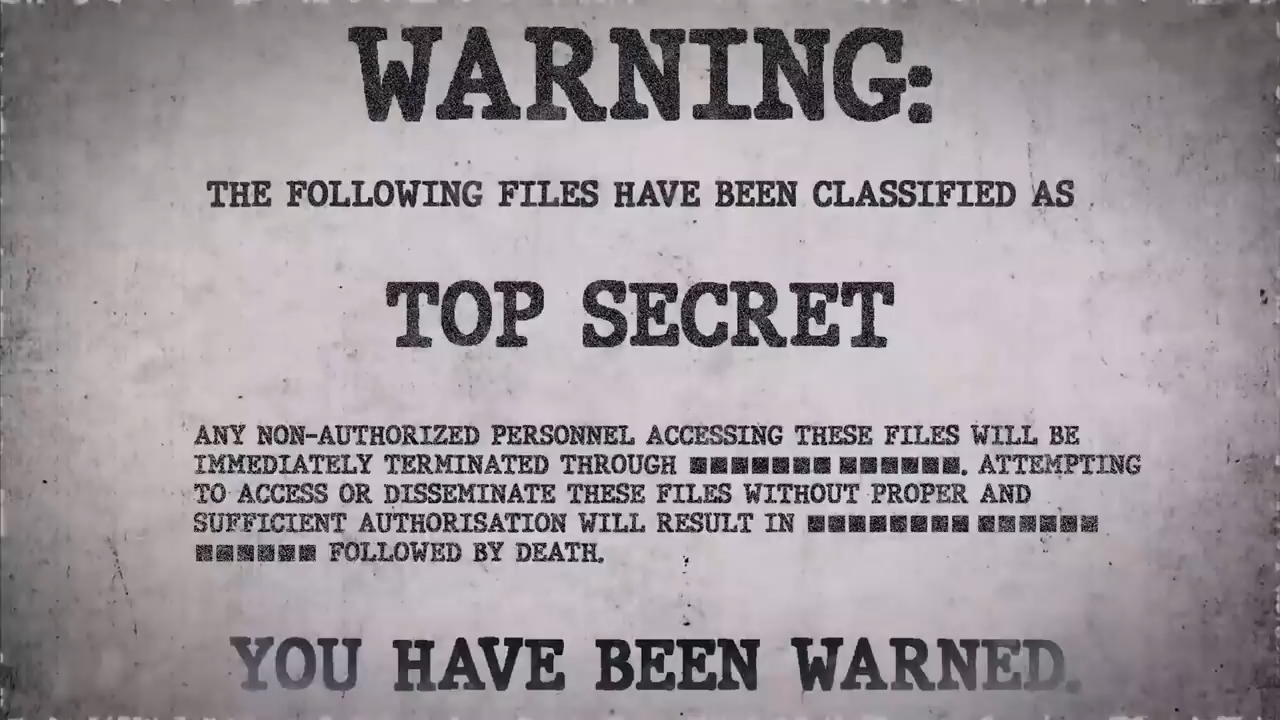 WARNING:
THE FOLLOWING FILES HAVE BEEN CLASSIFIED AS
TOP SECRET
ANY NON-AUTHORIZED PERSONNEL ACCESSING THESE FILES WILL BE
IMMEDIATELY TERMINATED THROUGH ■■■■■■■ ■■■■■■. ATTEMPTING
TO ACCESS OR DISSEMINATE THESE FILES WITHOUT PROPER AND
SUFFICIENT AUTHORISATION WILL RESULT IN ■■■■■■■■ ■■■■■■
■■■■■■ FOLLOWED BY DEATH.
YOU HAVE BEEN WARNED.